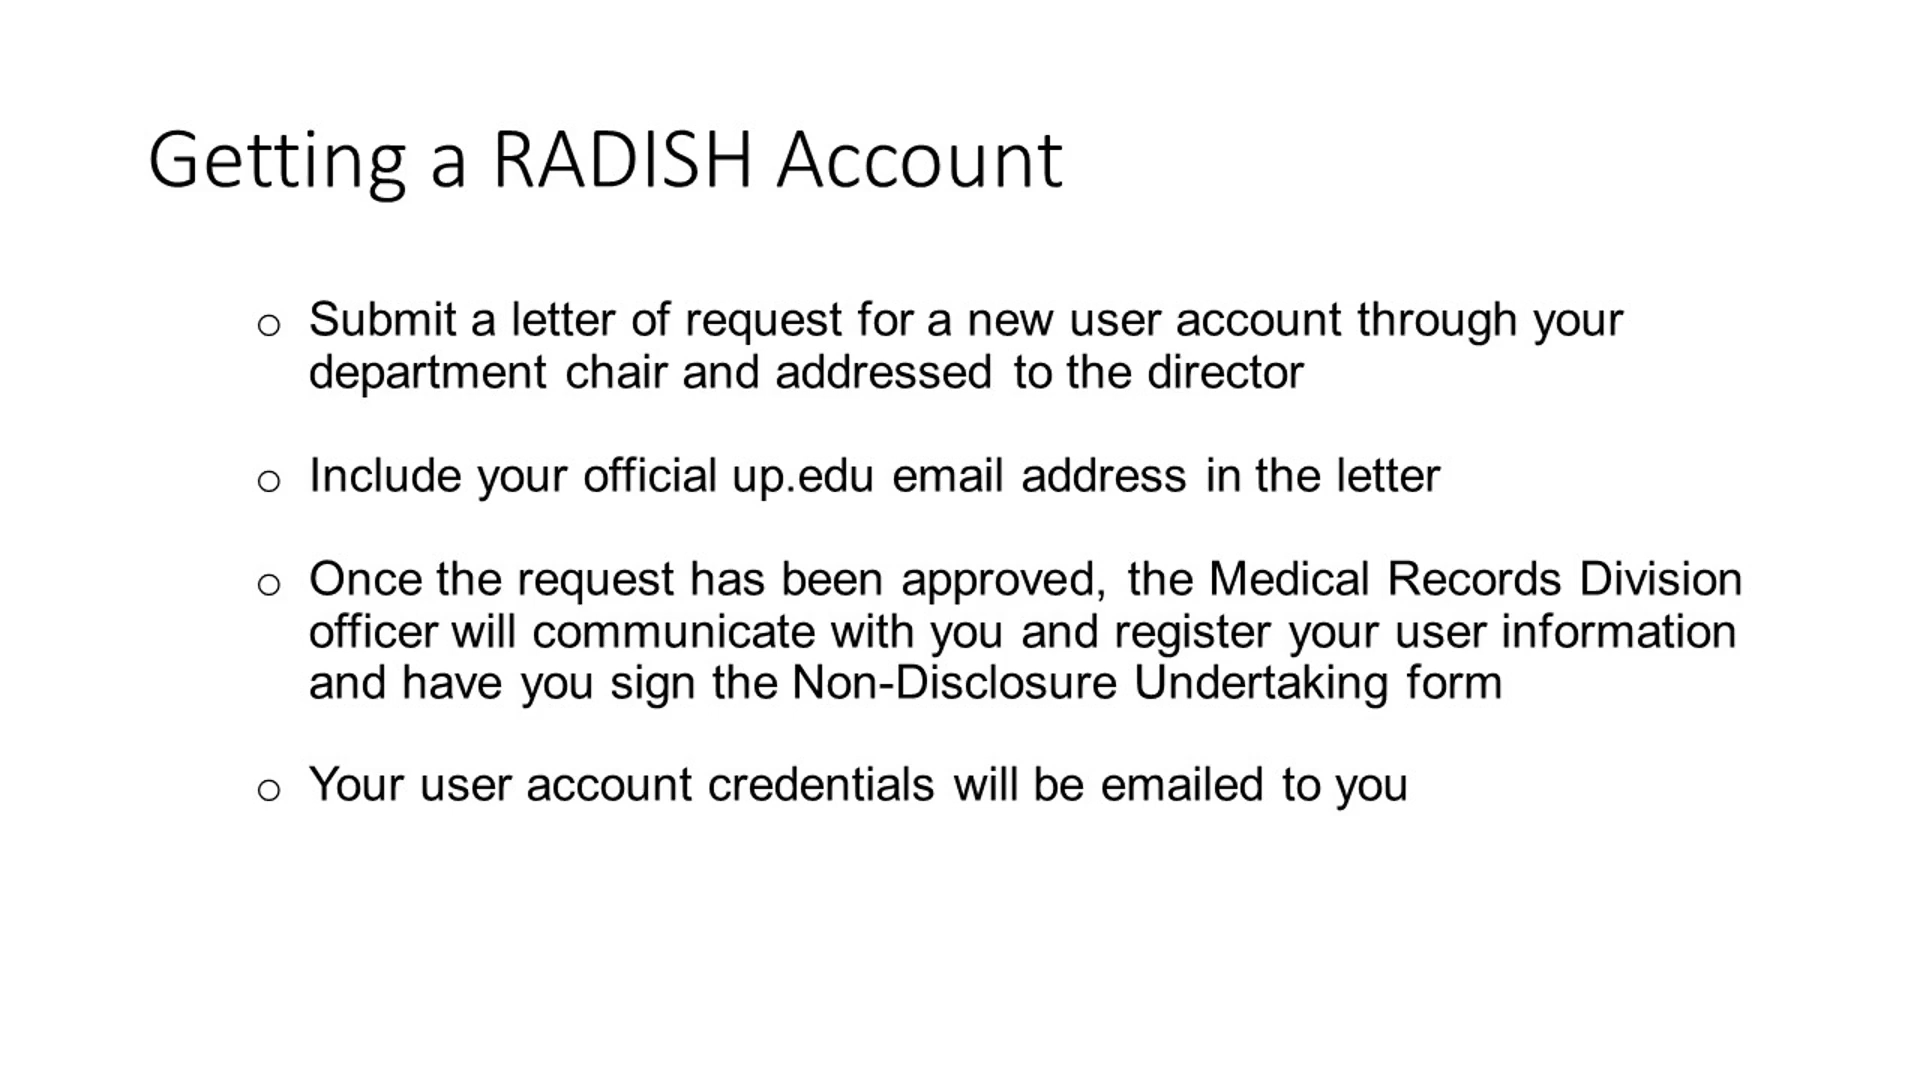 Getting a RADISH Account
o Submit a letter of request for a new user account through your
department chair and addressed to the director
o Include your official up.edu email address in the letter
o Once the request has been approved, the Medical Records Division
officer will communicate with you and register your user information
and have you sign the Non-Disclosure Undertaking form
o Your user account credentials will be emailed to you